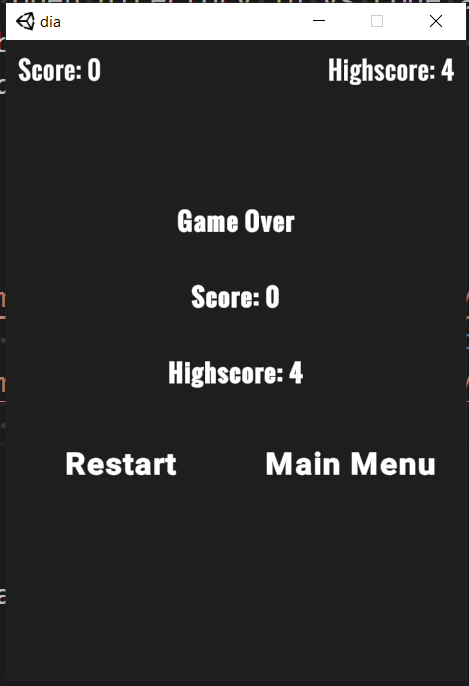 dia
Score: 0 Highscore: 4
Game Over
Score: 0
Highscore: 4
Restart Main Menu